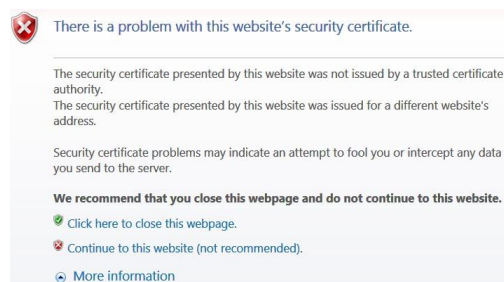 There is a problem with this website's security certificate.
The security certificate presented by this website was not issued by a trusted certificate
authority.
The security certificate presented by this website was issued for a different website's
address.
Security certificate problems may indicate an attempt to fool you or intercept any data
you send to the server.
We recommend that you close this webpage and do not continue to this website.
Click here to close this webpage.
Continue to this website (not recommended).
More information